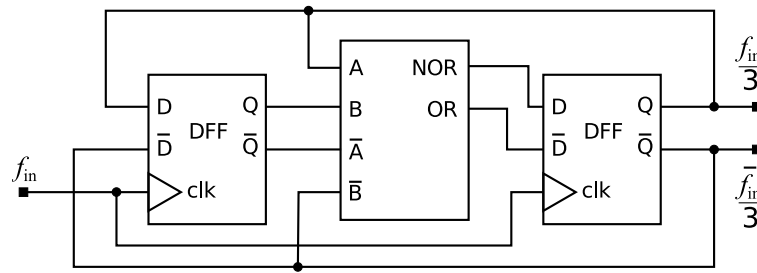 A NOR f_in
D Q B OR D Q 3
DFF DFF
D̅ Q̅ A̅ D̅ Q̅
f_in clk B̅ clk f̅_in
3